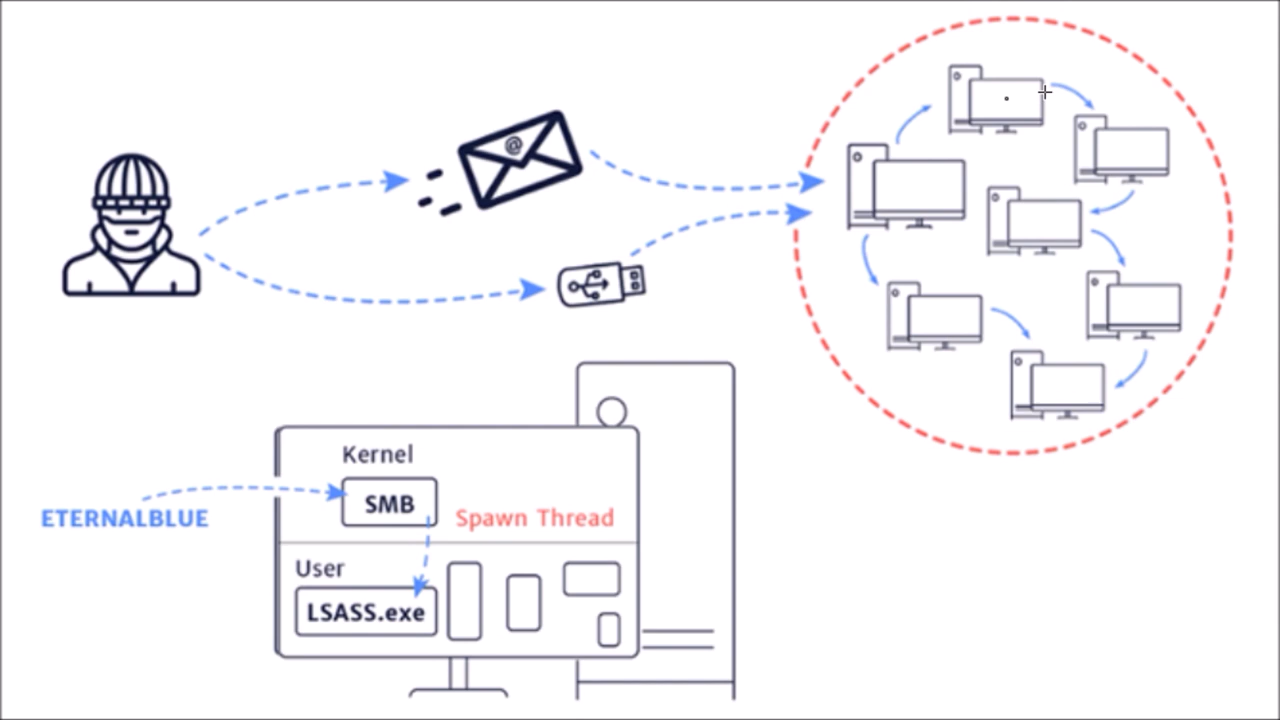 @
Kernel
SMB
ETERNALBLUE
Spawn Thread
User
LSASS.exe